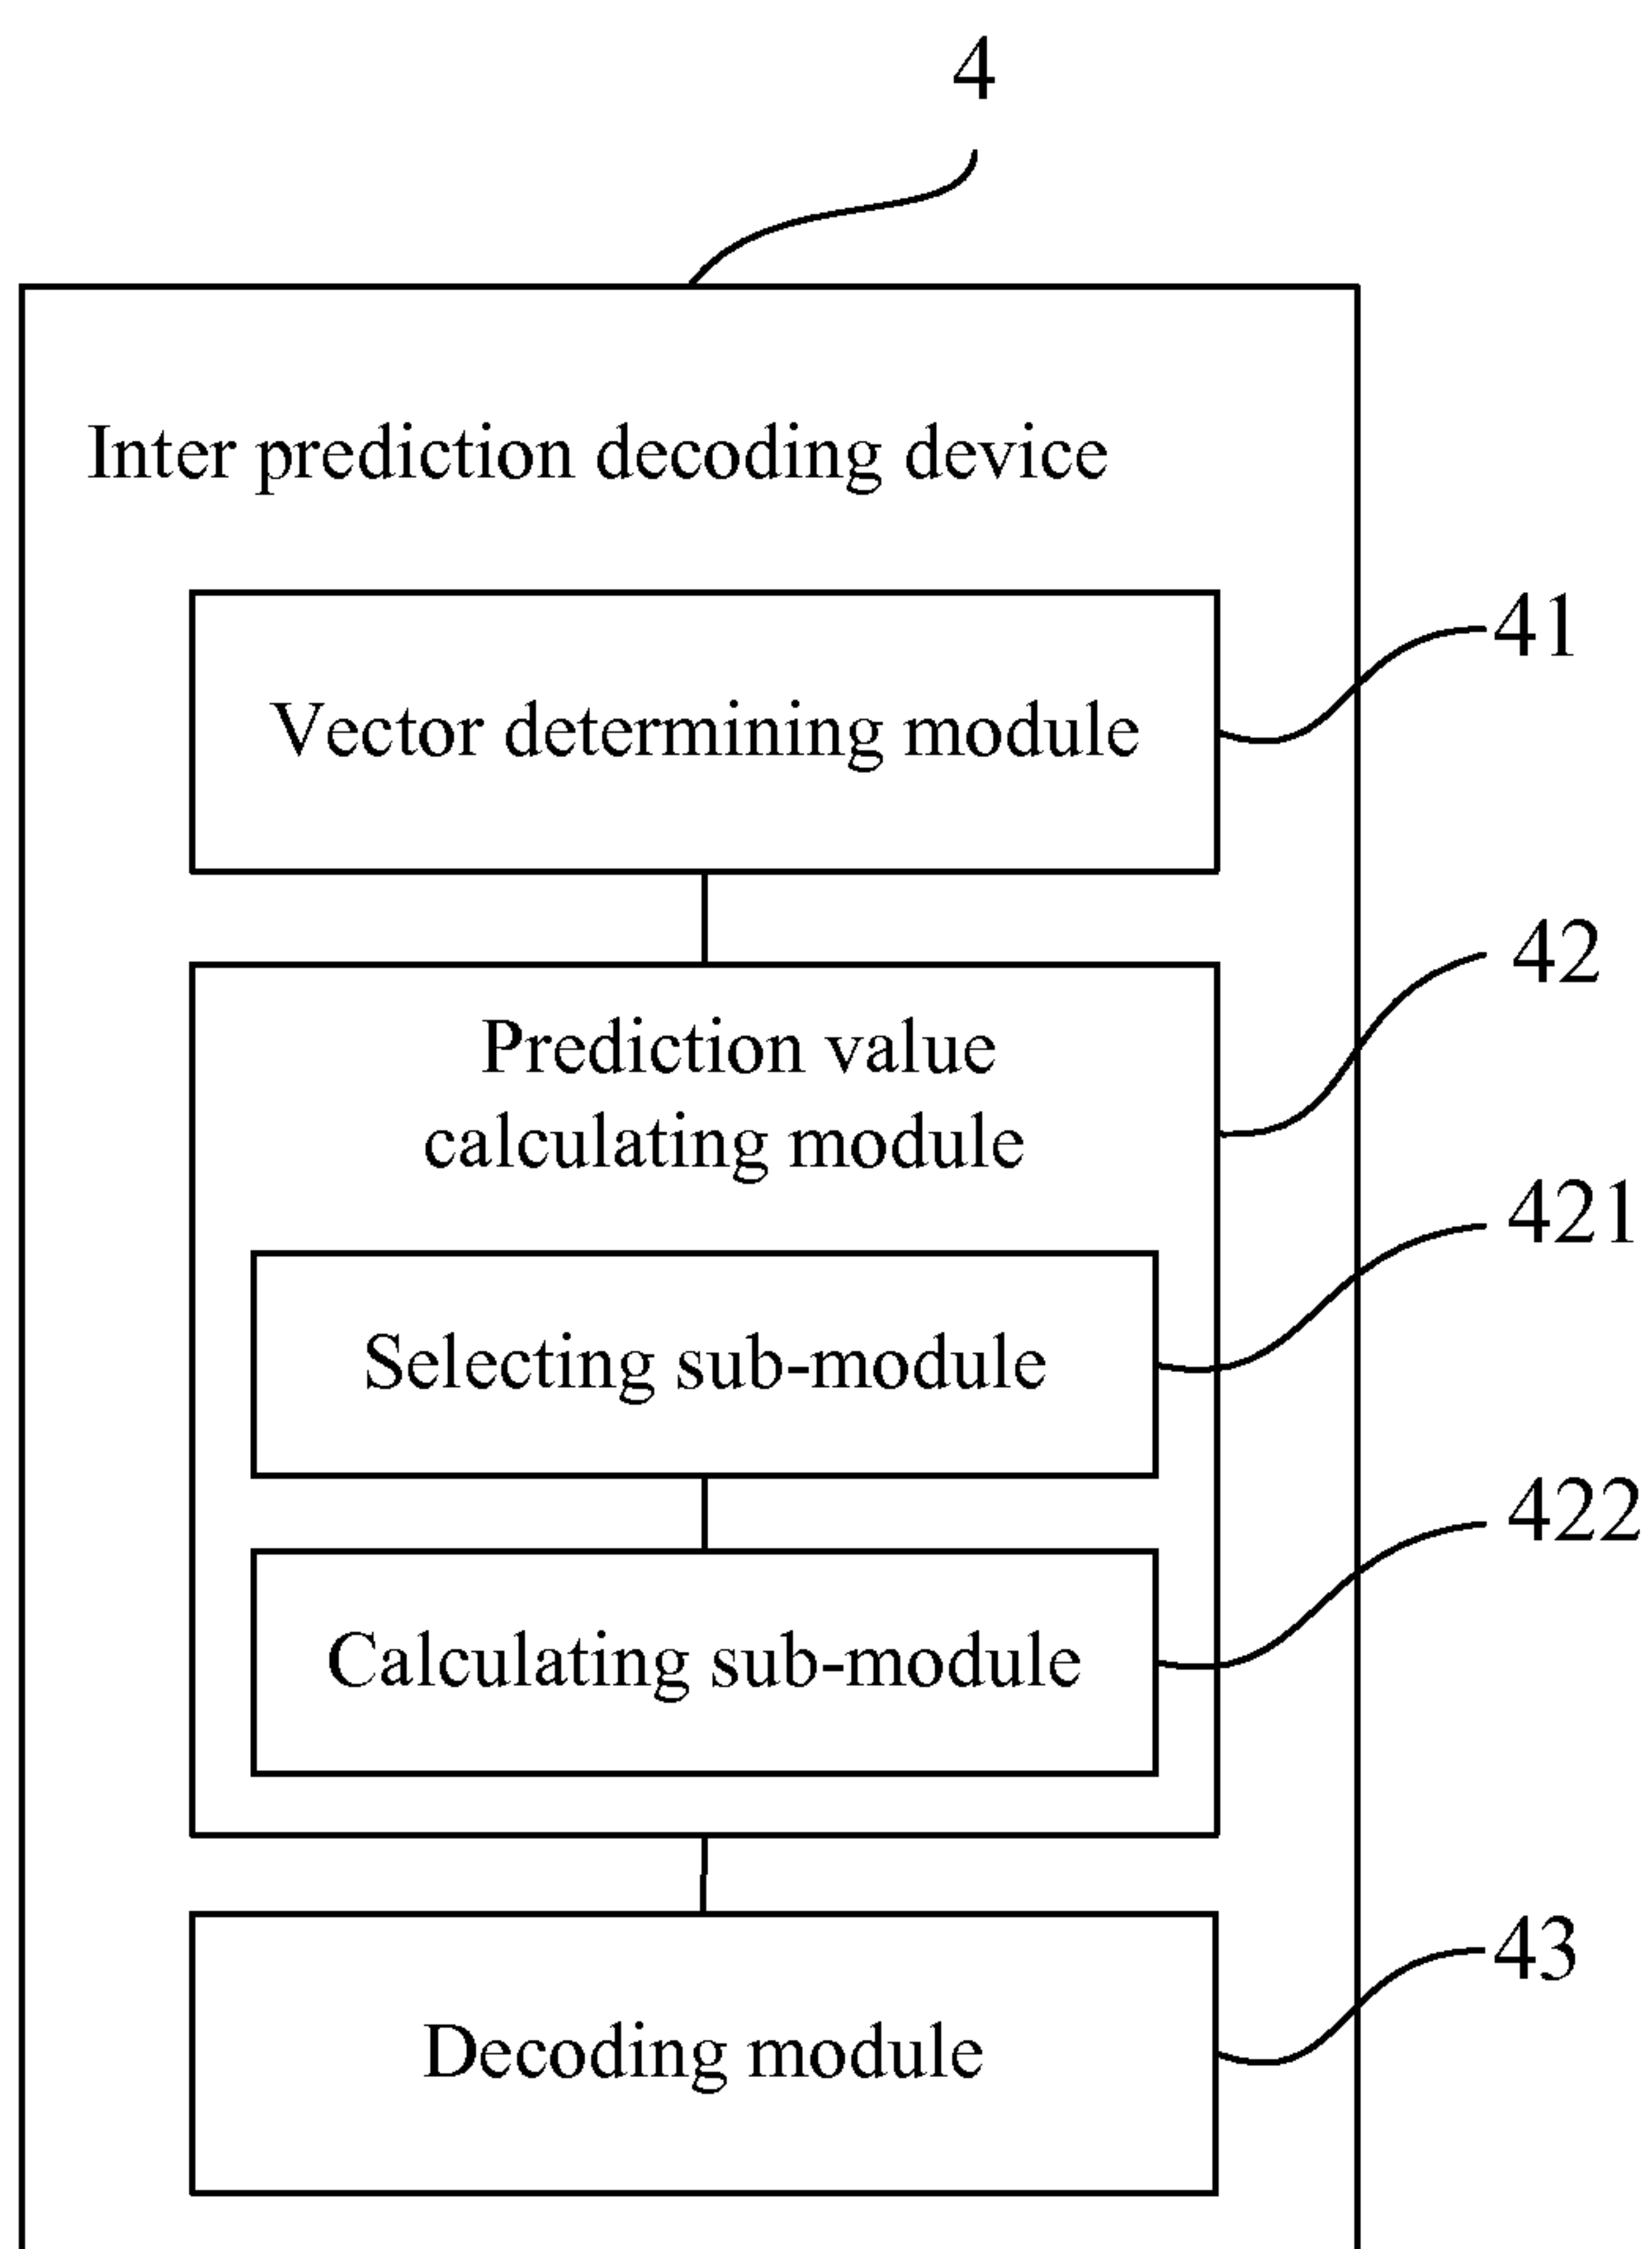 4
Inter prediction decoding device
41
Vector determining module
42
Prediction value
calculating module
421
Selecting sub-module
422
Calculating sub-module
43
Decoding module